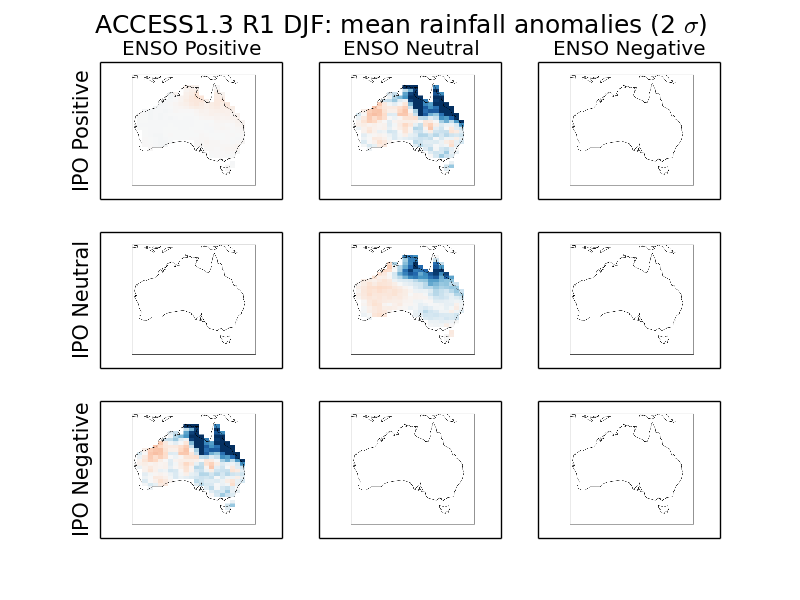 ACCESS1.3 R1 DJF: mean rainfall anomalies (2 σ)
ENSO Positive
ENSO Neutral
ENSO Negative
IPO Positive
IPO Neutral
IPO Negative